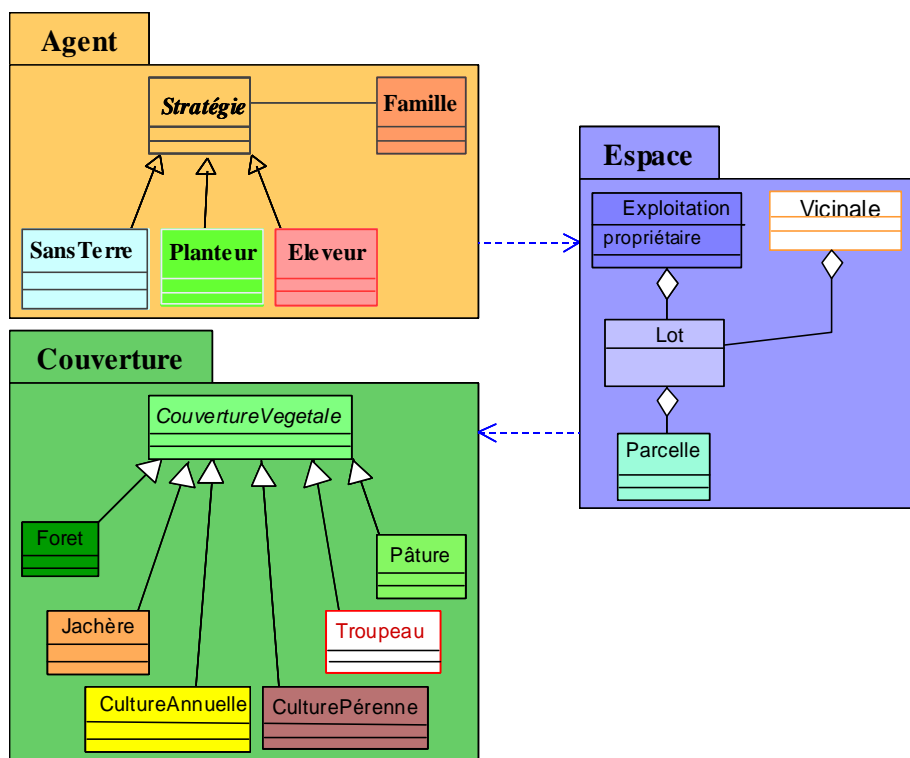 Agent
Stratégie
Famille
SansTerre
Planteur
Eleveur
Espace
Exploitation
propriétaire
Vicinale
Lot
Parcelle
Couverture
CouvertureVegetale
Foret
Pâture
Jachère
Troupeau
CultureAnnuelle
CulturePérenne